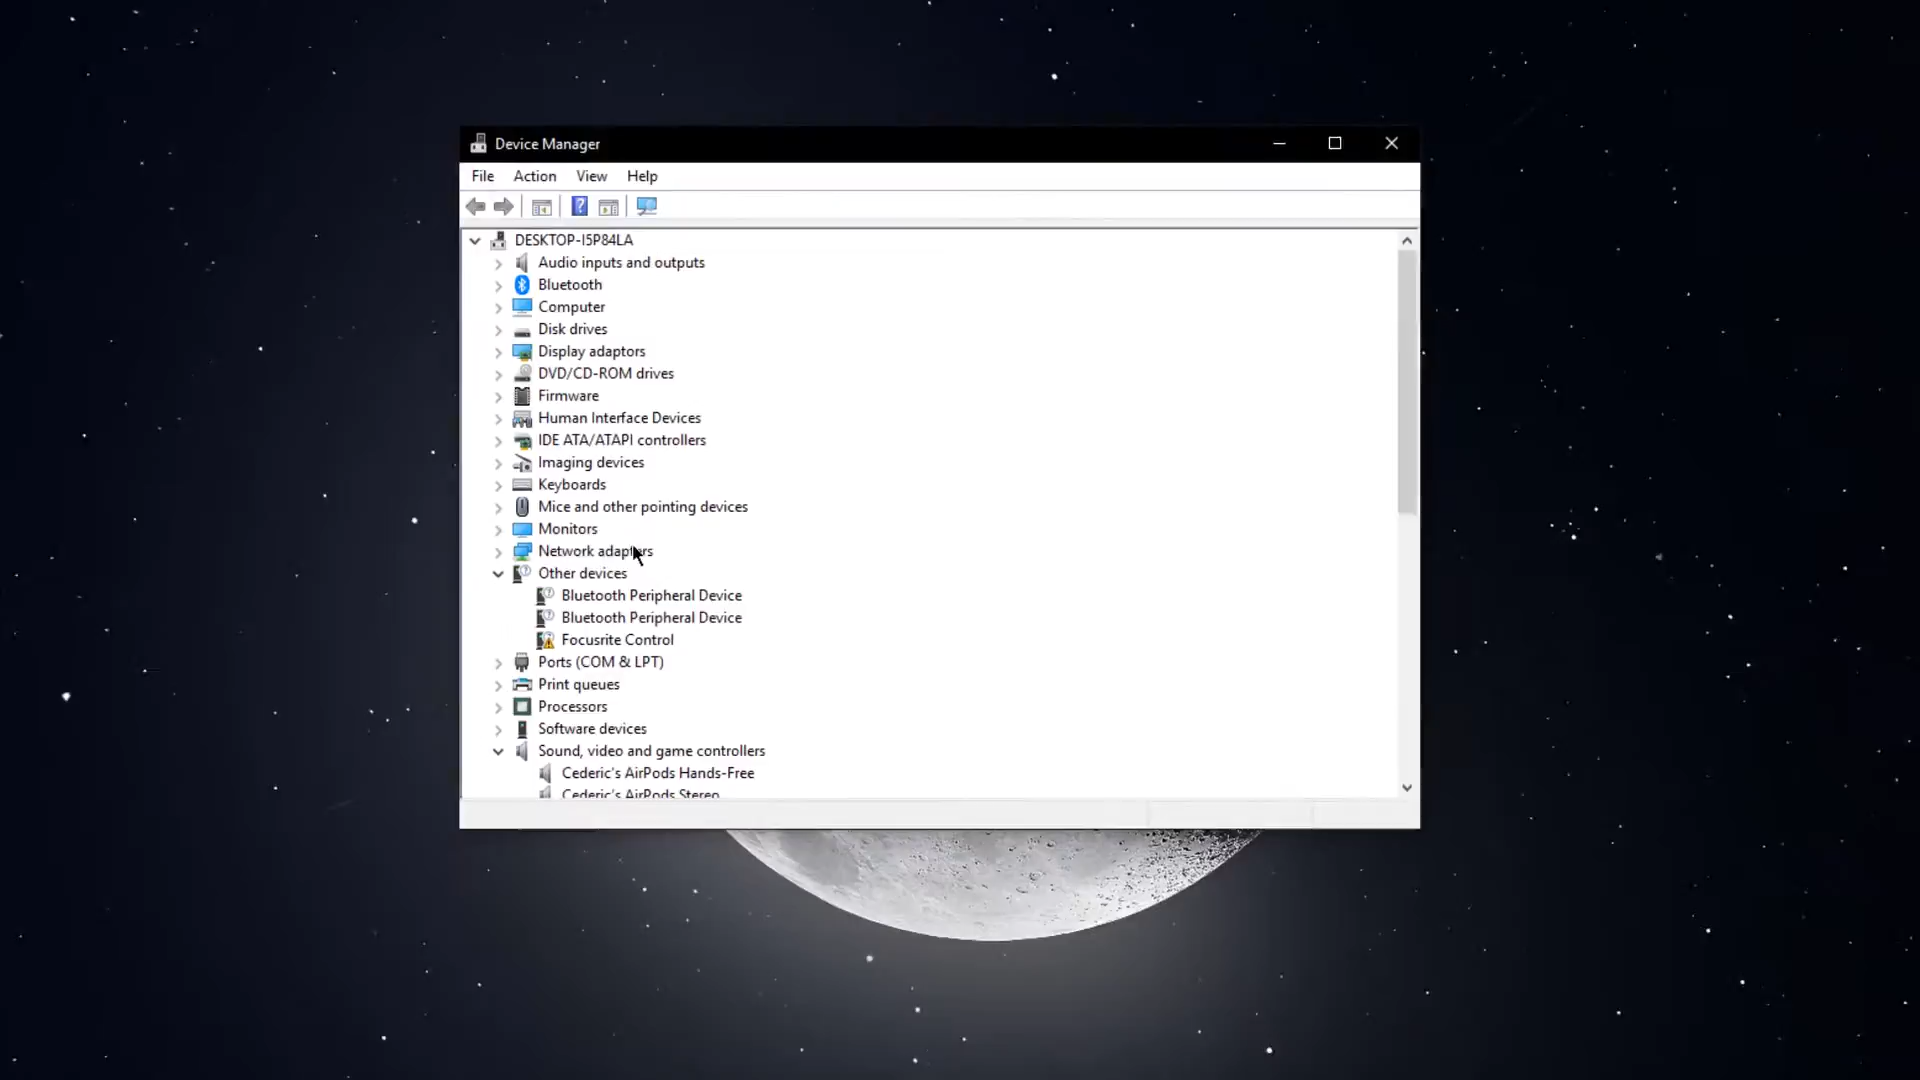 Device Manager
File Action View Help
DESKTOP-I5P84LA
Audio inputs and outputs
Bluetooth
Computer
Disk drives
Display adaptors
DVD/CD-ROM drives
Firmware
Human Interface Devices
IDE ATA/ATAPI controllers
Imaging devices
Keyboards
Mice and other pointing devices
Monitors
Network adapters
Other devices
Bluetooth Peripheral Device
Bluetooth Peripheral Device
Focusrite Control
Ports (COM & LPT)
Print queues
Processors
Software devices
Sound, video and game controllers
Cederic's AirPods Hands-Free
Cederic's AirPods Stereo